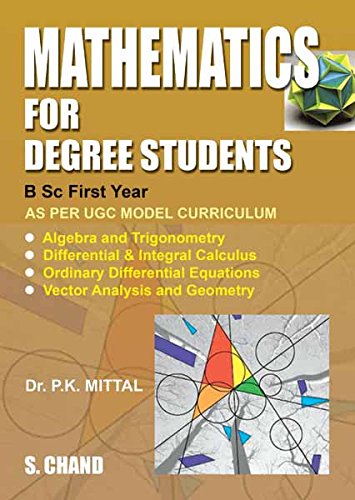 MATHEMATICS
FOR
DEGREE STUDENTS
B Sc First Year
AS PER UGC MODEL CURRICULUM
● Algebra and Trigonometry
● Differential & Integral Calculus
● Ordinary Differential Equations
● Vector Analysis and Geometry
Dr. P.K. MITTAL
S. CHAND